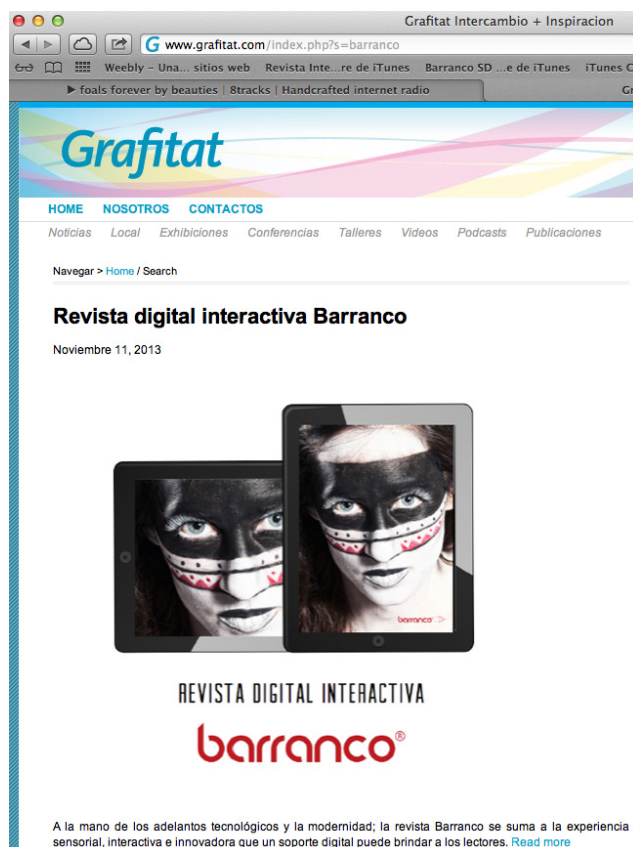 Grafitat Intercambio + Inspiracion
G www.grafitat.com/index.php?s=barranco
Weebly – Una... sitios web Revista Inte...re de iTunes Barranco SD ...e de iTunes iTunes C
▶ foals forever by beauties | 8tracks | Handcrafted internet radio Gr
Grafitat
HOME NOSOTROS CONTACTOS
Noticias Local Exhibiciones Conferencias Talleres Videos Podcasts Publicaciones
Navegar > Home / Search
Revista digital interactiva Barranco
Noviembre 11, 2013
barranco >
REVISTA DIGITAL INTERACTIVA
barranco®
A la mano de los adelantos tecnológicos y la modernidad; la revista Barranco se suma a la experiencia
sensorial, interactiva e innovadora que un soporte digital puede brindar a los lectores. Read more